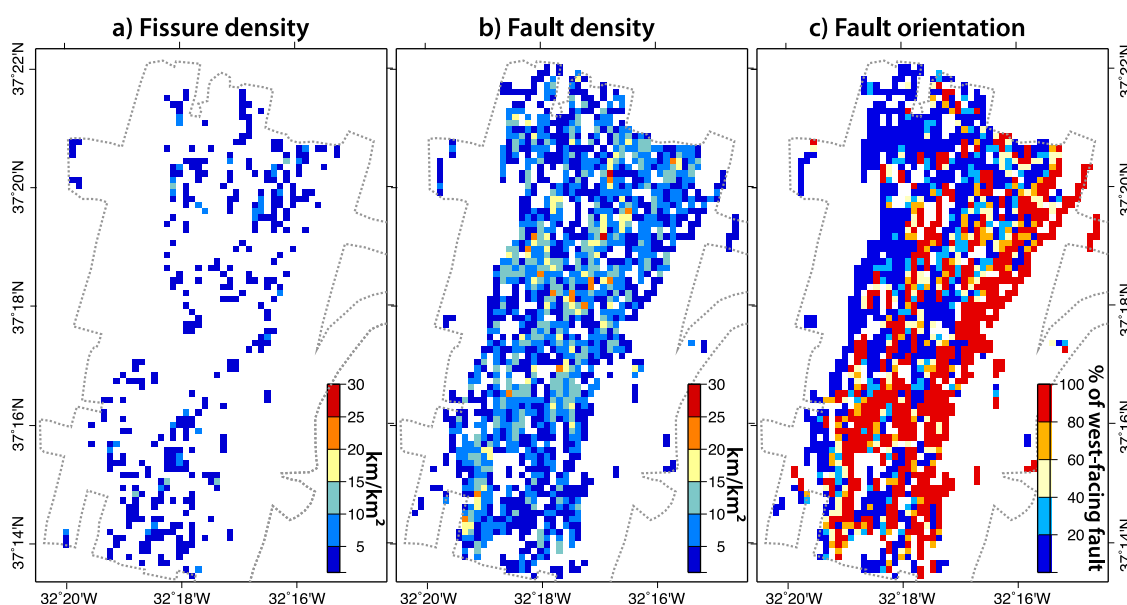 a) Fissure density
b) Fault density
c) Fault orientation
37°22'N
37°20'N
37°18'N
37°16'N
37°14'N
32°20'W
32°18'W
32°16'W
30
25
20
15
10
5
km/km²
32°20'W
32°18'W
32°16'W
30
25
20
15
10
5
km/km²
32°20'W
32°18'W
32°16'W
100
80
60
40
20
% of west-facing fault
37°22'N
37°20'N
37°18'N
37°16'N
37°14'N